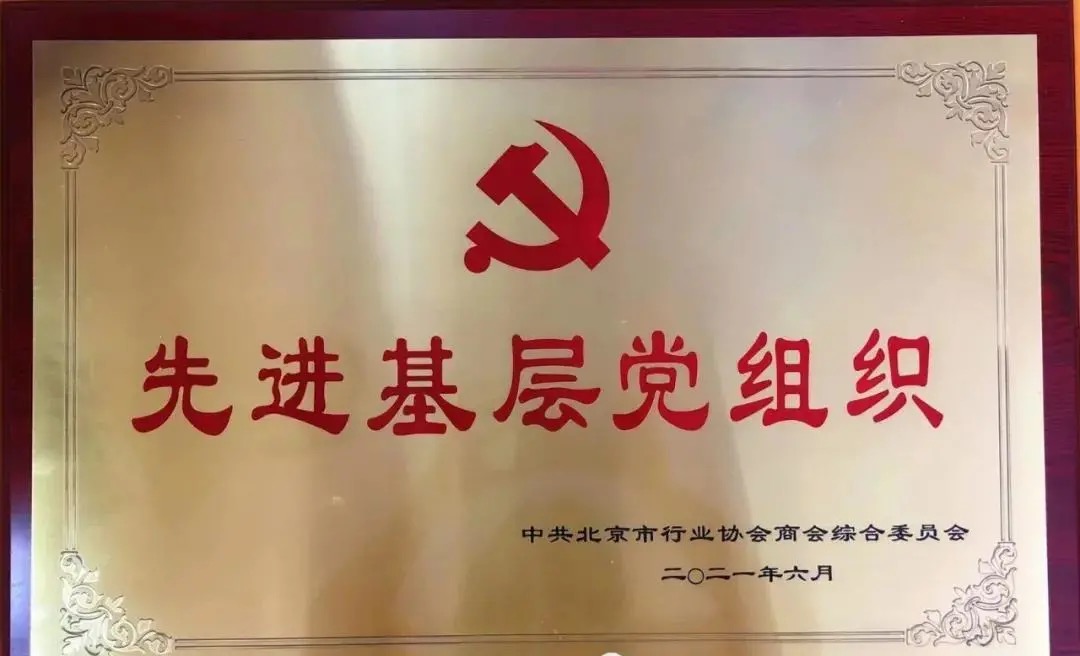 先进基层党组织
中共北京市行业协会商会综合委员会
二〇二一年六月